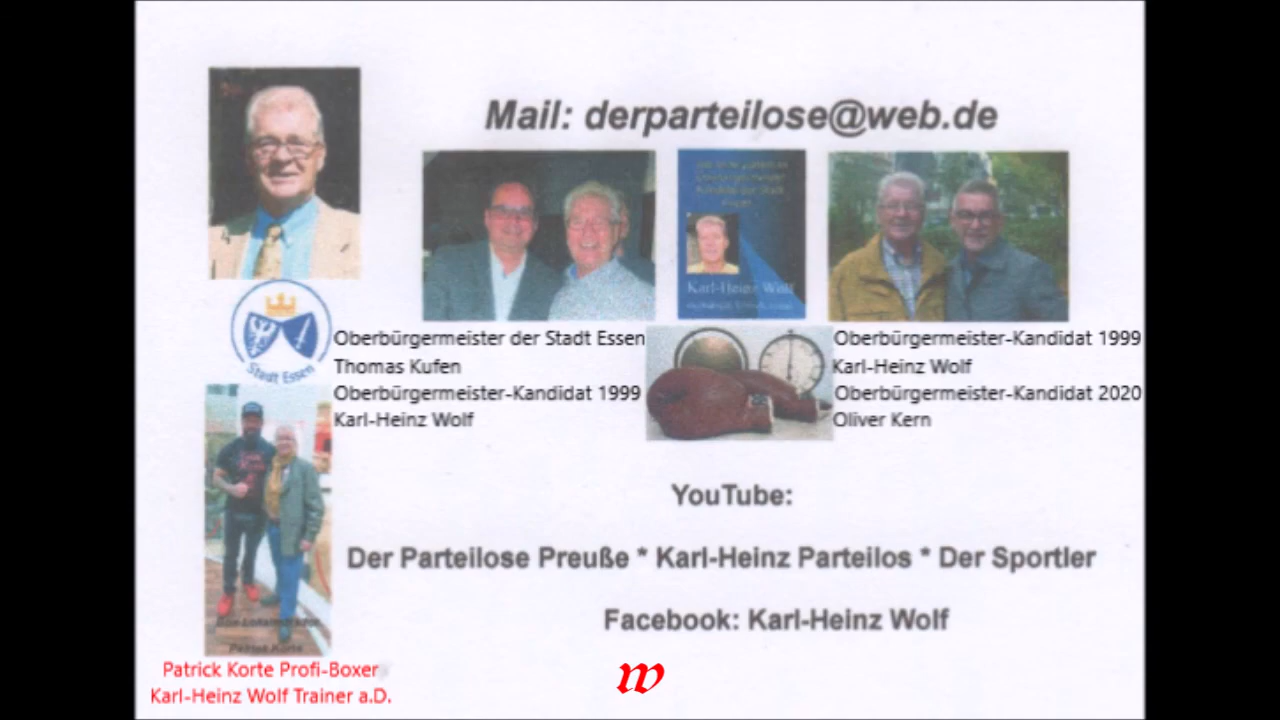 Mail: derparteilose@web.de
Karl-Heinz Wolf
Stadt Essen
Oberbürgermeister der Stadt Essen
Thomas Kufen
Oberbürgermeister-Kandidat 1999
Karl-Heinz Wolf
Oberbürgermeister-Kandidat 1999
Karl-Heinz Wolf
Oberbürgermeister-Kandidat 2020
Oliver Kern
YouTube:
Der Parteilose Preuße * Karl-Heinz Parteilos * Der Sportler
Facebook: Karl-Heinz Wolf
Patrick Korte
Patrick Korte Profi-Boxer
Karl-Heinz Wolf Trainer a.D.
w